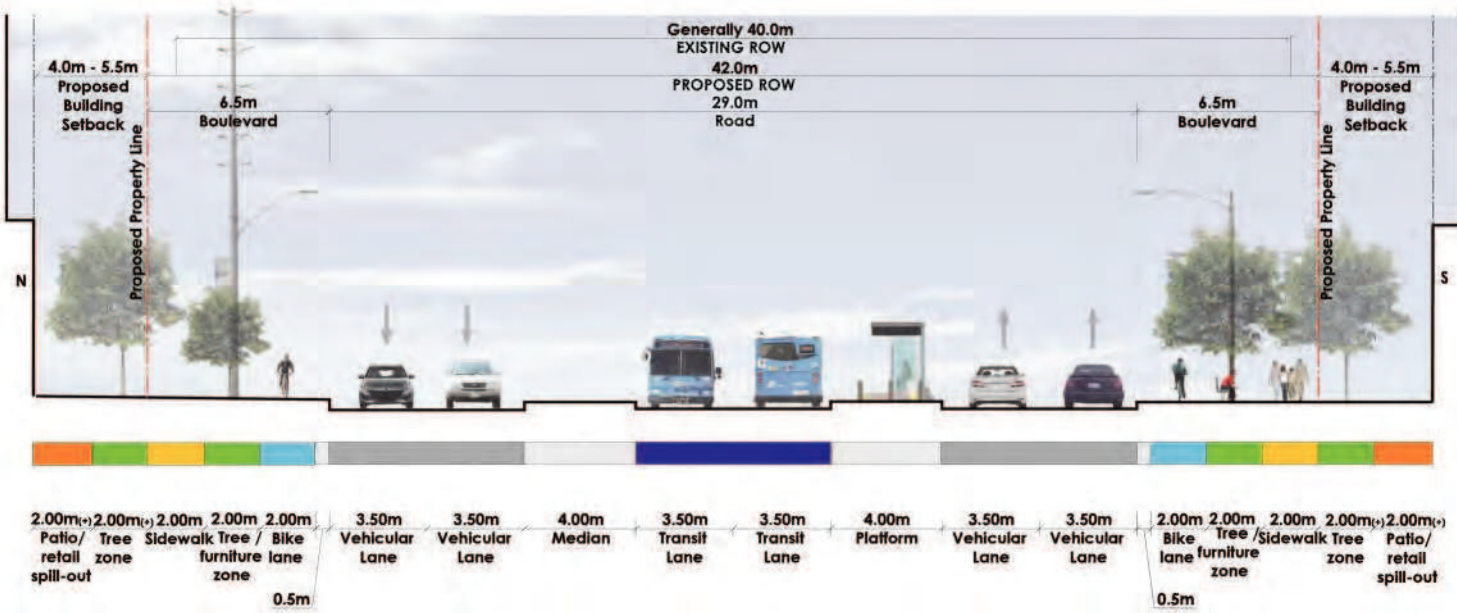 Generally 40.0m
EXISTING ROW
42.0m
PROPOSED ROW
29.0m
Road
4.0m - 5.5m
Proposed
Building
Setback
Proposed Property Line
6.5m
Boulevard
6.5m
Boulevard
Proposed Property Line
4.0m - 5.5m
Proposed
Building
Setback
N
S
2.00m(+)
Patio/
retail
spill-out
2.00m(+)
Tree
zone
2.00m
Sidewalk
2.00m
Tree /
furniture
zone
2.00m
Bike
lane
0.5m
3.50m
Vehicular
Lane
3.50m
Vehicular
Lane
4.00m
Median
3.50m
Transit
Lane
3.50m
Transit
Lane
4.00m
Platform
3.50m
Vehicular
Lane
3.50m
Vehicular
Lane
0.5m
2.00m
Bike
lane
2.00m
Tree /
furniture
zone
2.00m
Sidewalk
2.00m(+)
Tree
zone
2.00m(+)
Patio/
retail
spill-out